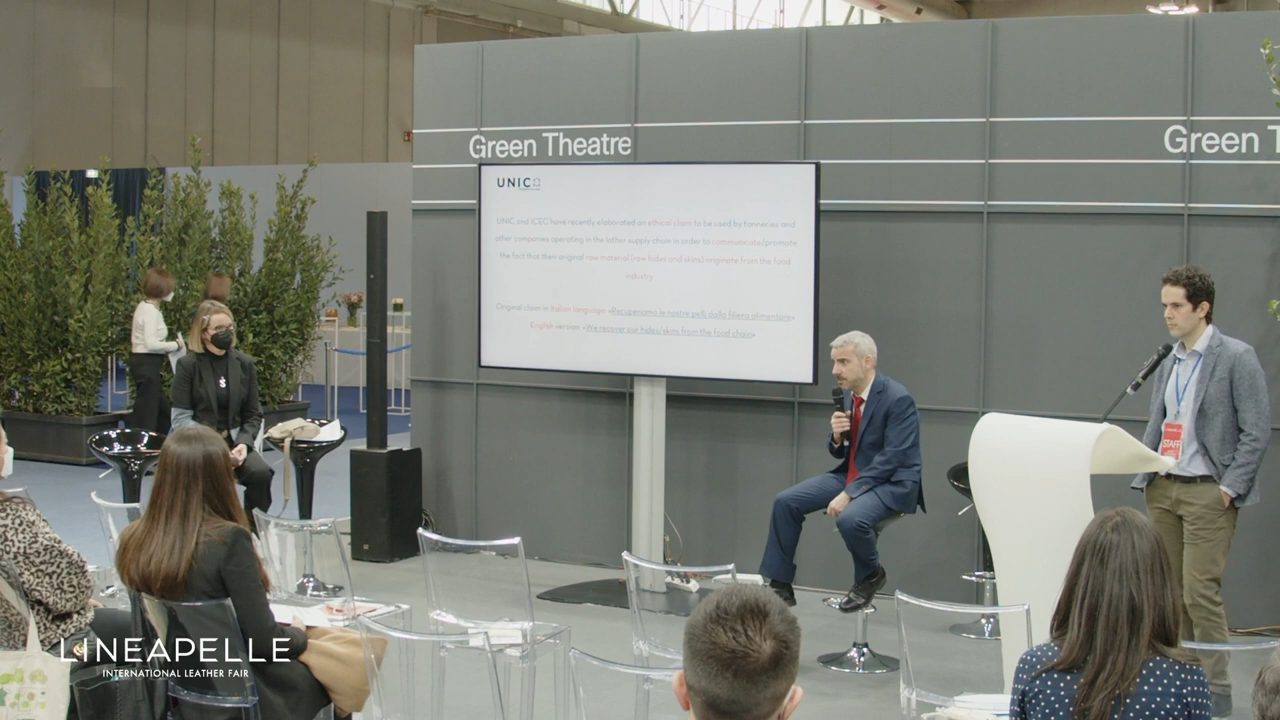 Green Theatre
Green T
UNIC
UNIC and ICEC have recently elaborated an ethical claim to be used by tanneries and
other companies operating in the lather supply chain in order to communicate/promote
the fact that their original raw material (raw hides and skins) originate from the food
industry
Original claim in Italian language «Recuperiamo le nostre pelli dalla filiera alimentare»
English version «We recover our hides/skins from the food chain»
STAFF
LINEAPELLE
INTERNATIONAL LEATHER FAIR